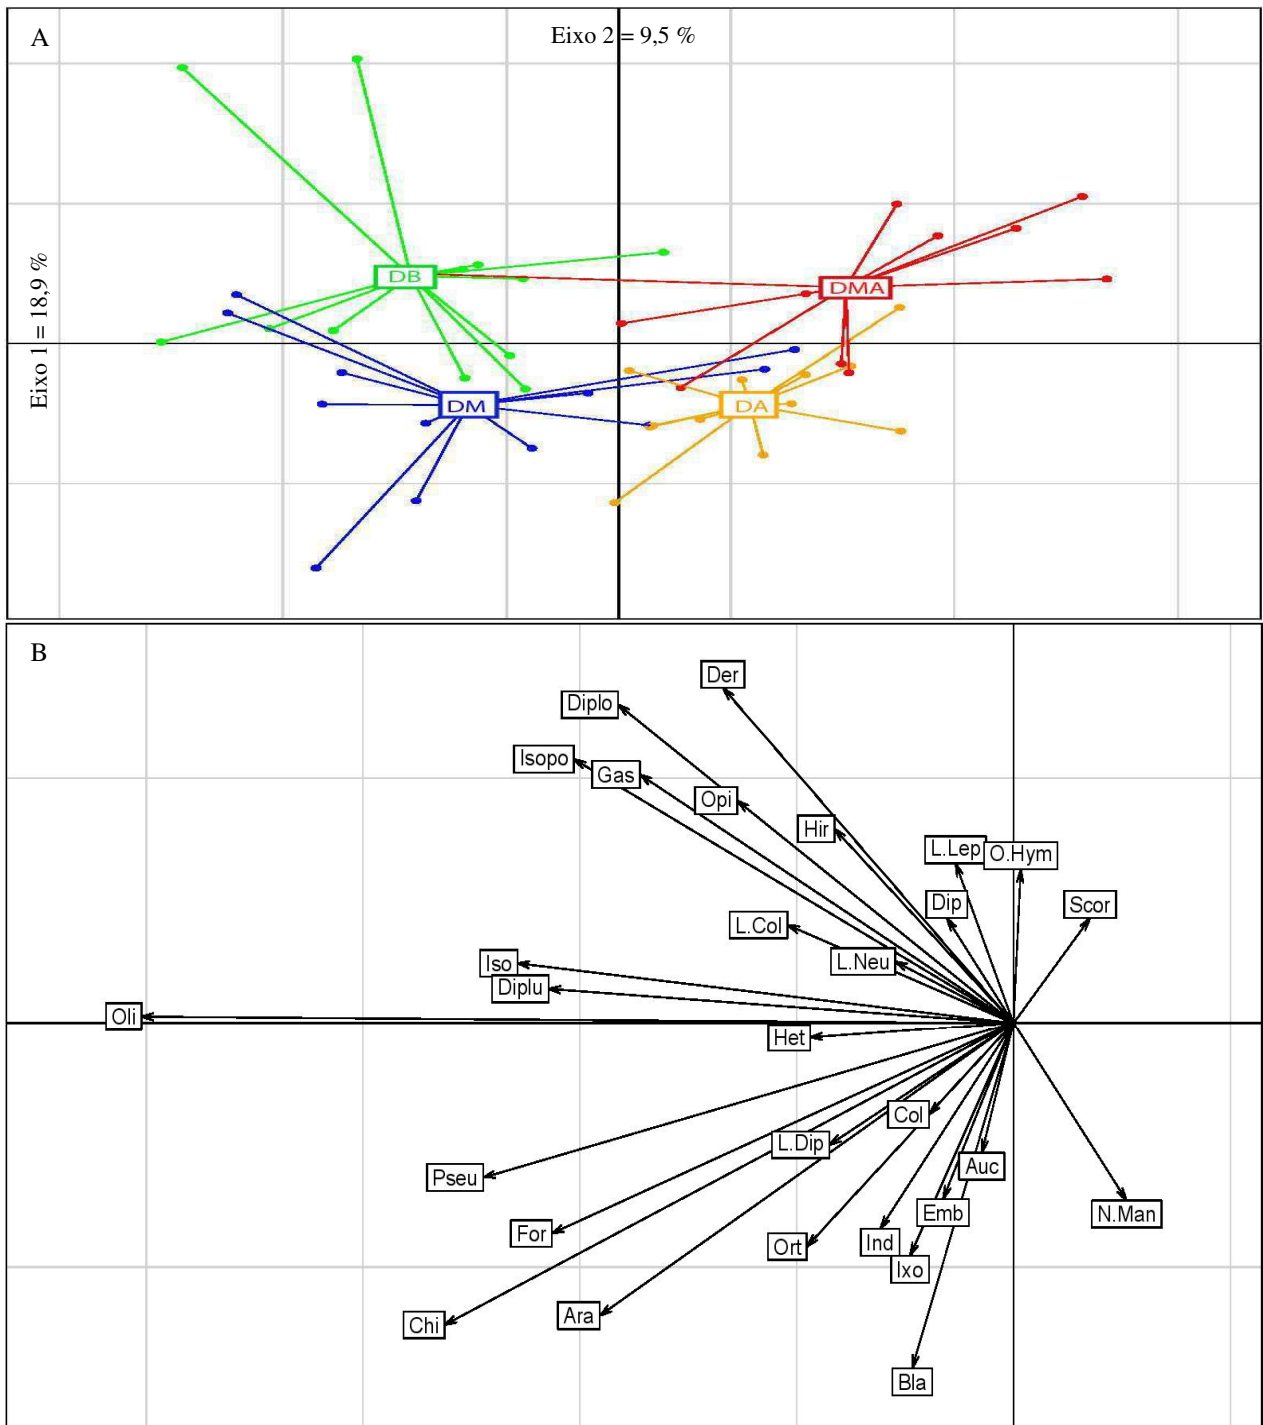 A
Eixo 2 = 9,5 %
Eixo 1 = 18,9 %
DB
DMA
DM
DA
B
Der
Diplo
Isopo
Gas
Opi
Hir
L.Lep
O.Hym
Dip
Scor
L.Col
L.Neu
Iso
Diplu
Oli
Het
Col
L.Dip
Auc
Pseu
Emb
N.Man
For
Ort
Ind
Ixo
Ara
Chi
Bla